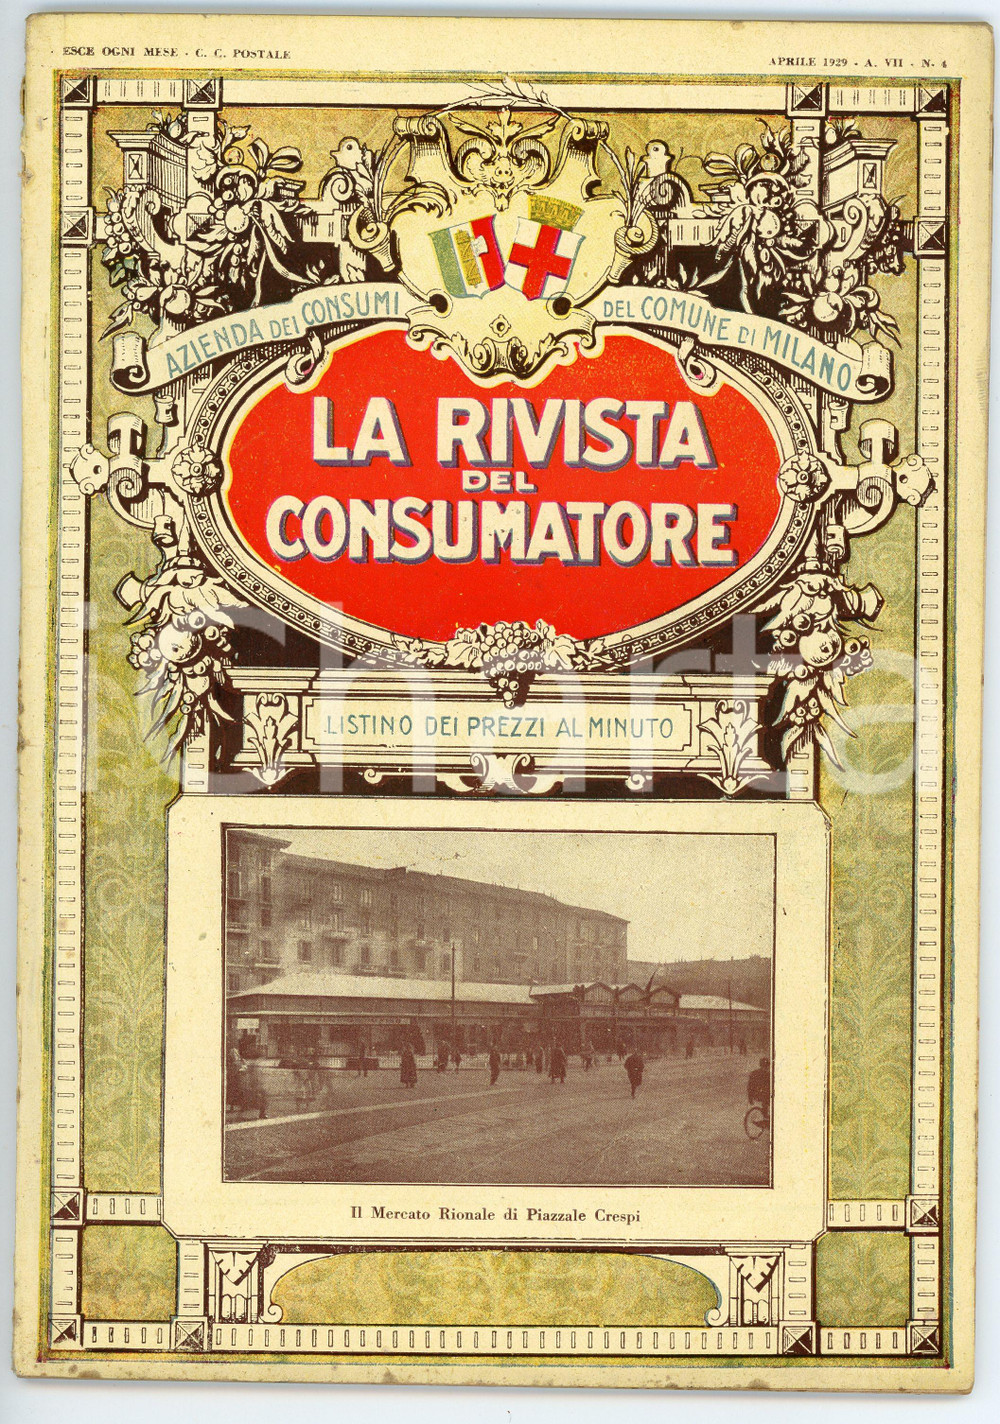 ESCE OGNI MESE - C. C. POSTALE
APRILE 1929 - A. VII - N. 4
AZIENDA DEI CONSUMI
DEL COMUNE DI MILANO
LA RIVISTA
DEL
CONSUMATORE
LISTINO DEI PREZZI AL MINUTO
Il Mercato Rionale di Piazzale Crespi